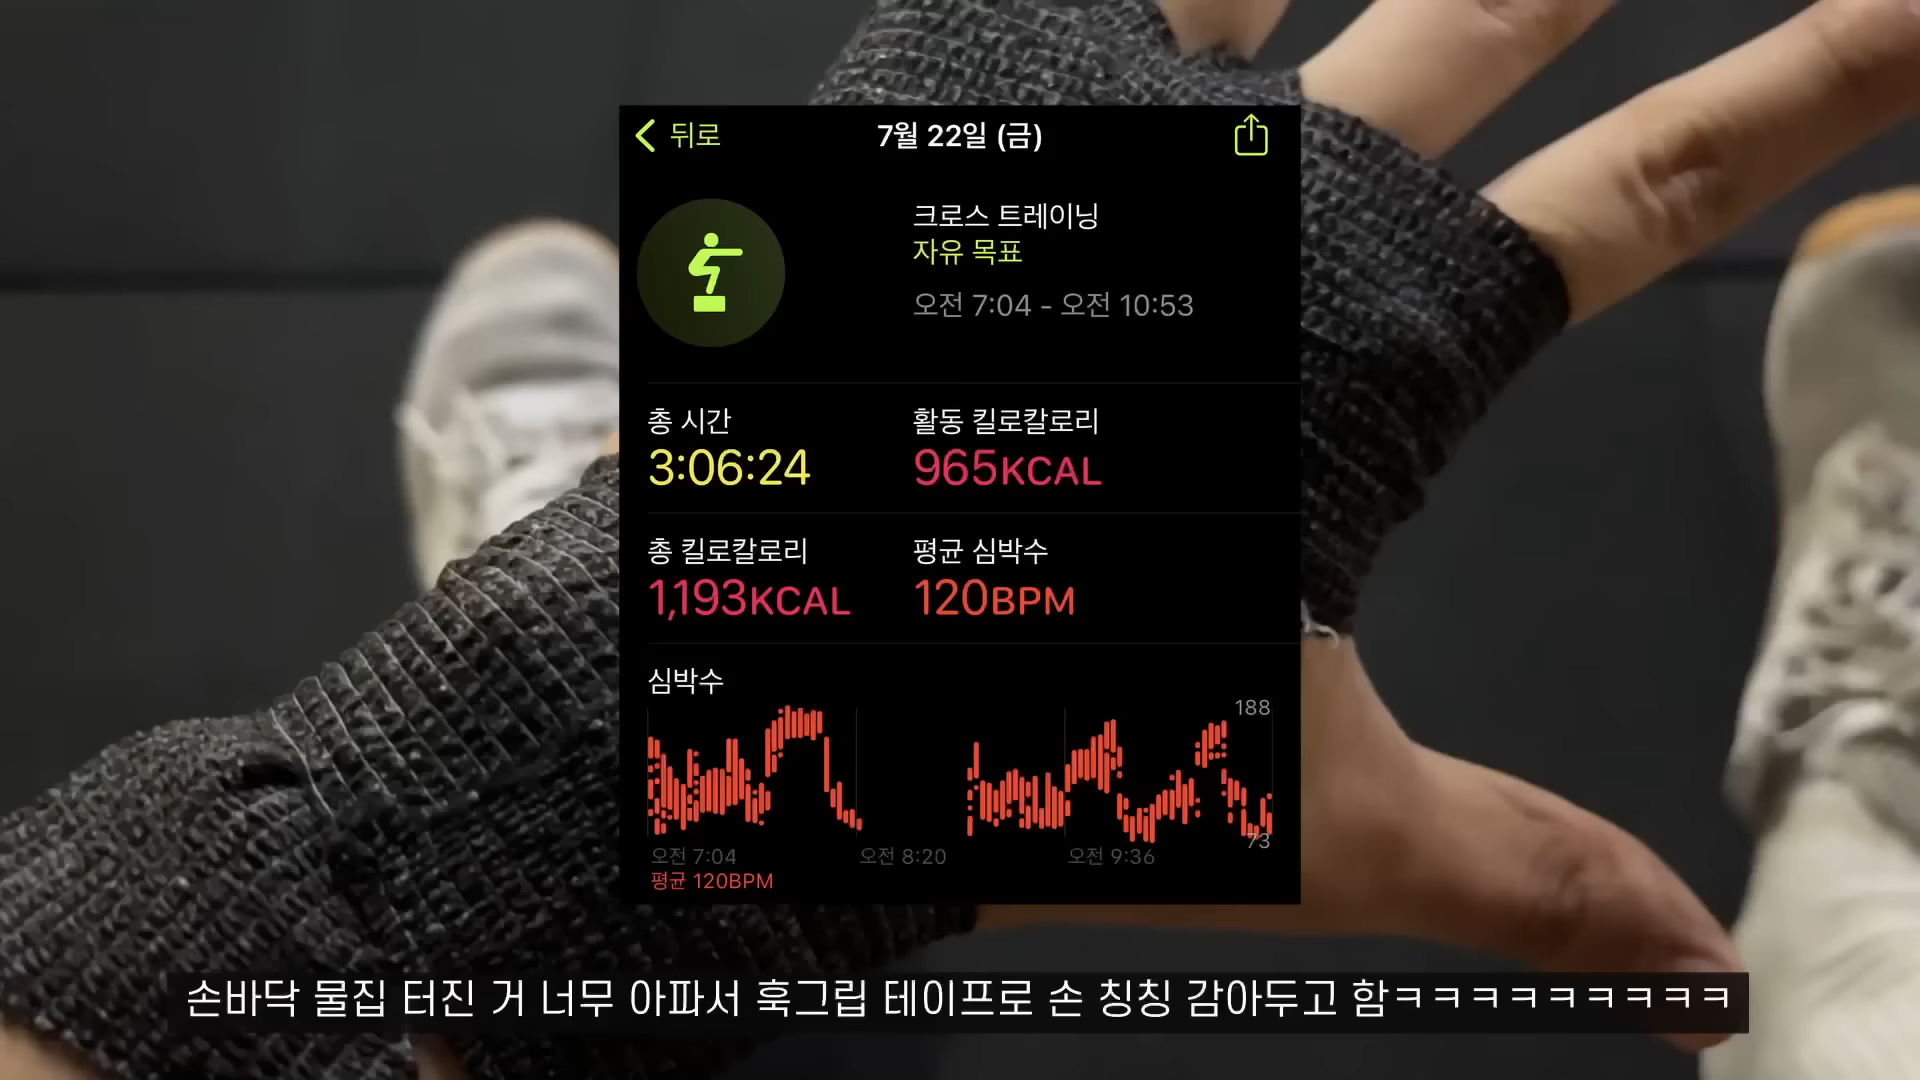 뒤로
7월 22일 (금)
크로스 트레이닝
자유 목표
오전 7:04 - 오전 10:53
총 시간
3:06:24
활동 킬로칼로리
965KCAL
총 킬로칼로리
1,193KCAL
평균 심박수
120BPM
심박수
188
73
오전 7:04
오전 8:20
오전 9:36
평균 120BPM
손바닥 물집 터진 거 너무 아파서 훅그립 테이프로 손 칭칭 감아두고 함ㅋㅋㅋㅋㅋㅋㅋㅋㅋ